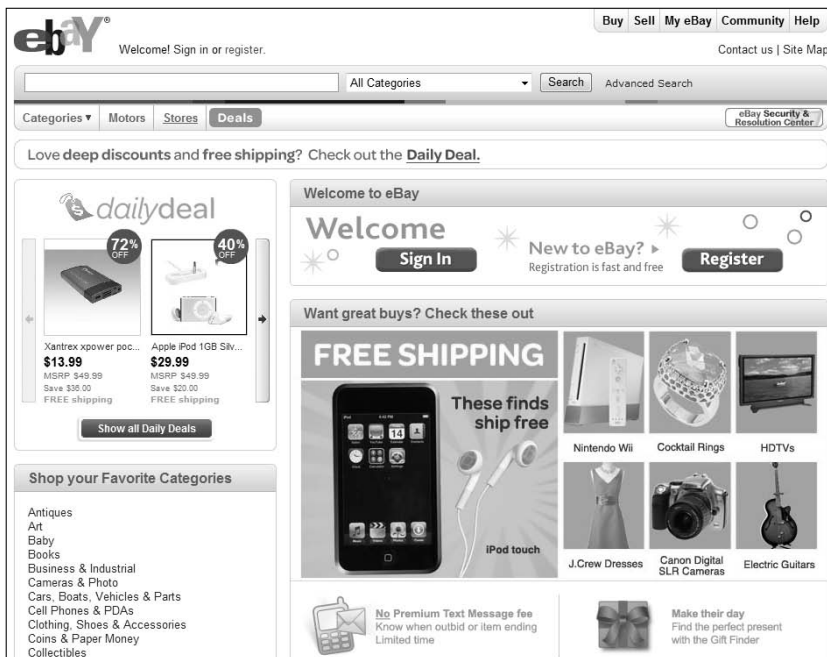 ebaY®
Welcome! Sign in or register.
Buy Sell My eBay Community Help
Contact us | Site Map
All Categories Search Advanced Search
Categories ▾ Motors Stores Deals
eBay Security &
Resolution Center
Love deep discounts and free shipping? Check out the Daily Deal.
dailydeal
72% OFF
40% OFF
Xantrex xpower poc...
$13.99
MSRP $49.99
Save $36.00
FREE shipping
Apple iPod 1GB Silv...
$29.99
MSRP $49.99
Save $20.00
FREE shipping
Show all Daily Deals
Shop your Favorite Categories
Antiques
Art
Baby
Books
Business & Industrial
Cameras & Photo
Cars, Boats, Vehicles & Parts
Cell Phones & PDAs
Clothing, Shoes & Accessories
Coins & Paper Money
Collectibles
Welcome to eBay
Welcome
Sign In
New to eBay?
Registration is fast and free
Register
Want great buys? Check these out
FREE SHIPPING
These finds
ship free
iPod touch
Nintendo Wii
Cocktail Rings
HDTVs
J.Crew Dresses
Canon Digital
SLR Cameras
Electric Guitars
No Premium Text Message fee
Know when outbid or item ending
Limited time
Make their day
Find the perfect present
with the Gift Finder